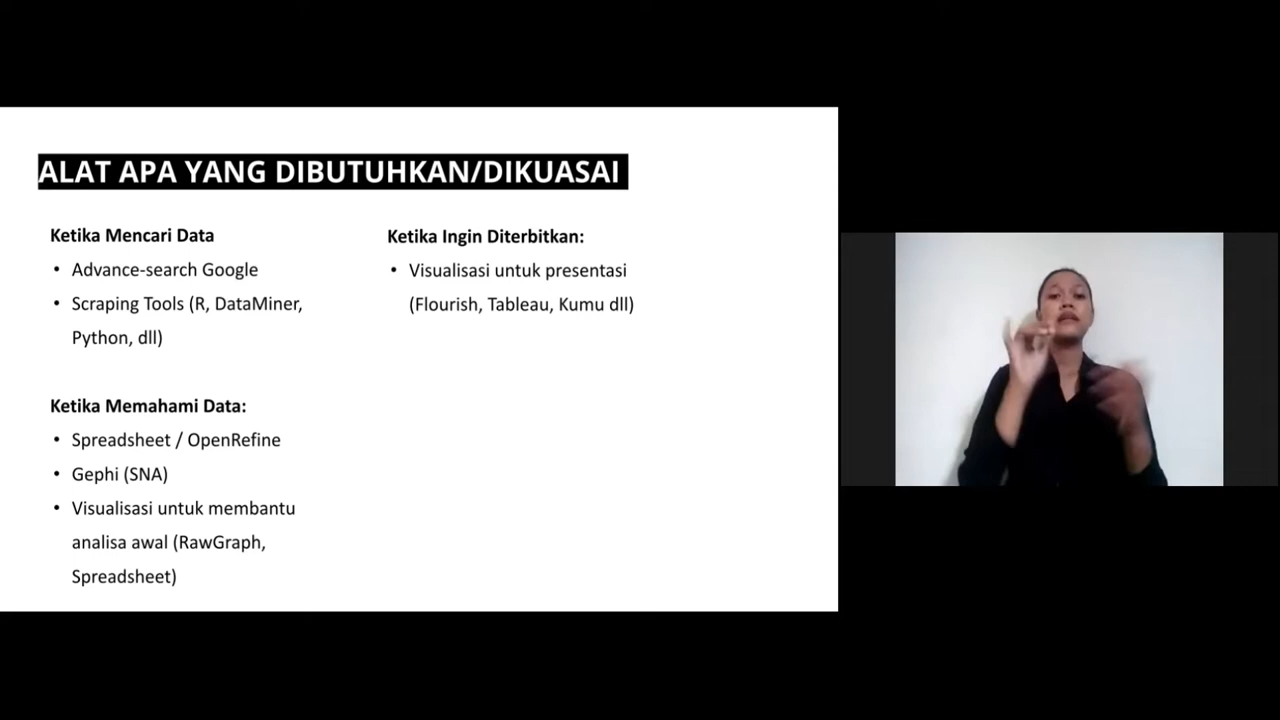 ALAT APA YANG DIBUTUHKAN/DIKUASAI
Ketika Mencari Data
• Advance-search Google
• Scraping Tools (R, DataMiner,
Python, dll)
Ketika Memahami Data:
• Spreadsheet / OpenRefine
• Gephi (SNA)
• Visualisasi untuk membantu
analisa awal (RawGraph,
Spreadsheet)
Ketika Ingin Diterbitkan:
• Visualisasi untuk presentasi
(Flourish, Tableau, Kumu dll)